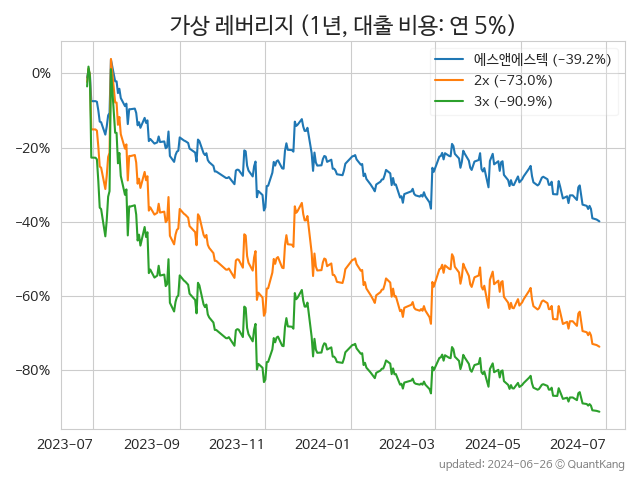 가상 레버리지 (1년, 대출 비용: 연 5%)
에스앤에스텍 (−39.2%)
2x (−73.0%)
3x (−90.9%)
0%
−20%
−40%
−60%
−80%
2023-07 2023-09 2023-11 2024-01 2024-03 2024-05 2024-07
updated: 2024-06-26 © QuantKang